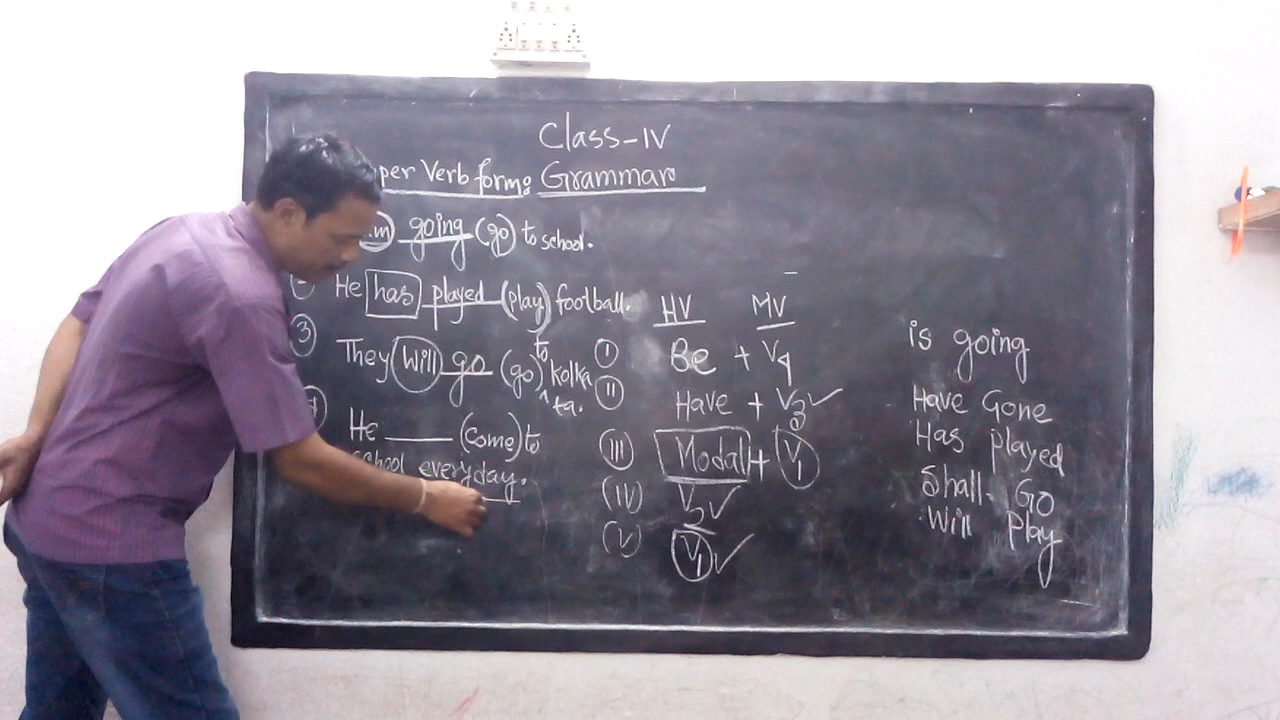 Class-IV
per Verb form: Grammar
am going (go) to school.
He has played (play) football.
3 They will go (go) to kolkata.
He ____ (come) to
school everyday.
HV MV
I Be + V4
II Have + V3 ✓
III Modal + V1
(IV) V5 ✓
(V) V1 ✓
is going
Have Gone
Has played
Shall Go
Will Play